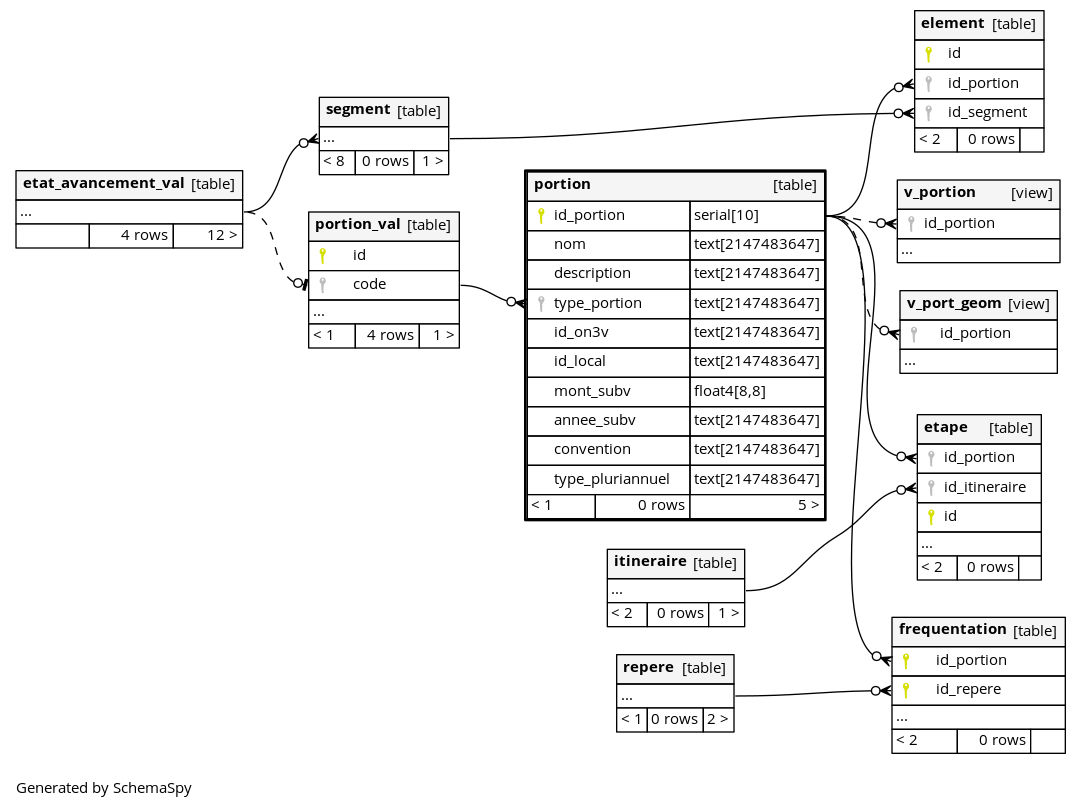 element [table]
id
id_portion
id_segment
< 2 0 rows
segment [table]
...
< 8 0 rows 1 >
etat_avancement_val [table]
...
4 rows 12 >
portion_val [table]
id
code
...
< 1 4 rows 1 >
portion [table]
id_portion serial[10]
nom text[2147483647]
description text[2147483647]
type_portion text[2147483647]
id_on3v text[2147483647]
id_local text[2147483647]
mont_subv float4[8,8]
annee_subv text[2147483647]
convention text[2147483647]
type_pluriannuel text[2147483647]
< 1 0 rows 5 >
v_portion [view]
id_portion
...
v_port_geom [view]
id_portion
...
etape [table]
id_portion
id_itineraire
id
...
< 2 0 rows
itineraire [table]
...
< 2 0 rows 1 >
frequentation [table]
id_portion
id_repere
...
< 2 0 rows
repere [table]
...
< 1 0 rows 2 >
Generated by SchemaSpy